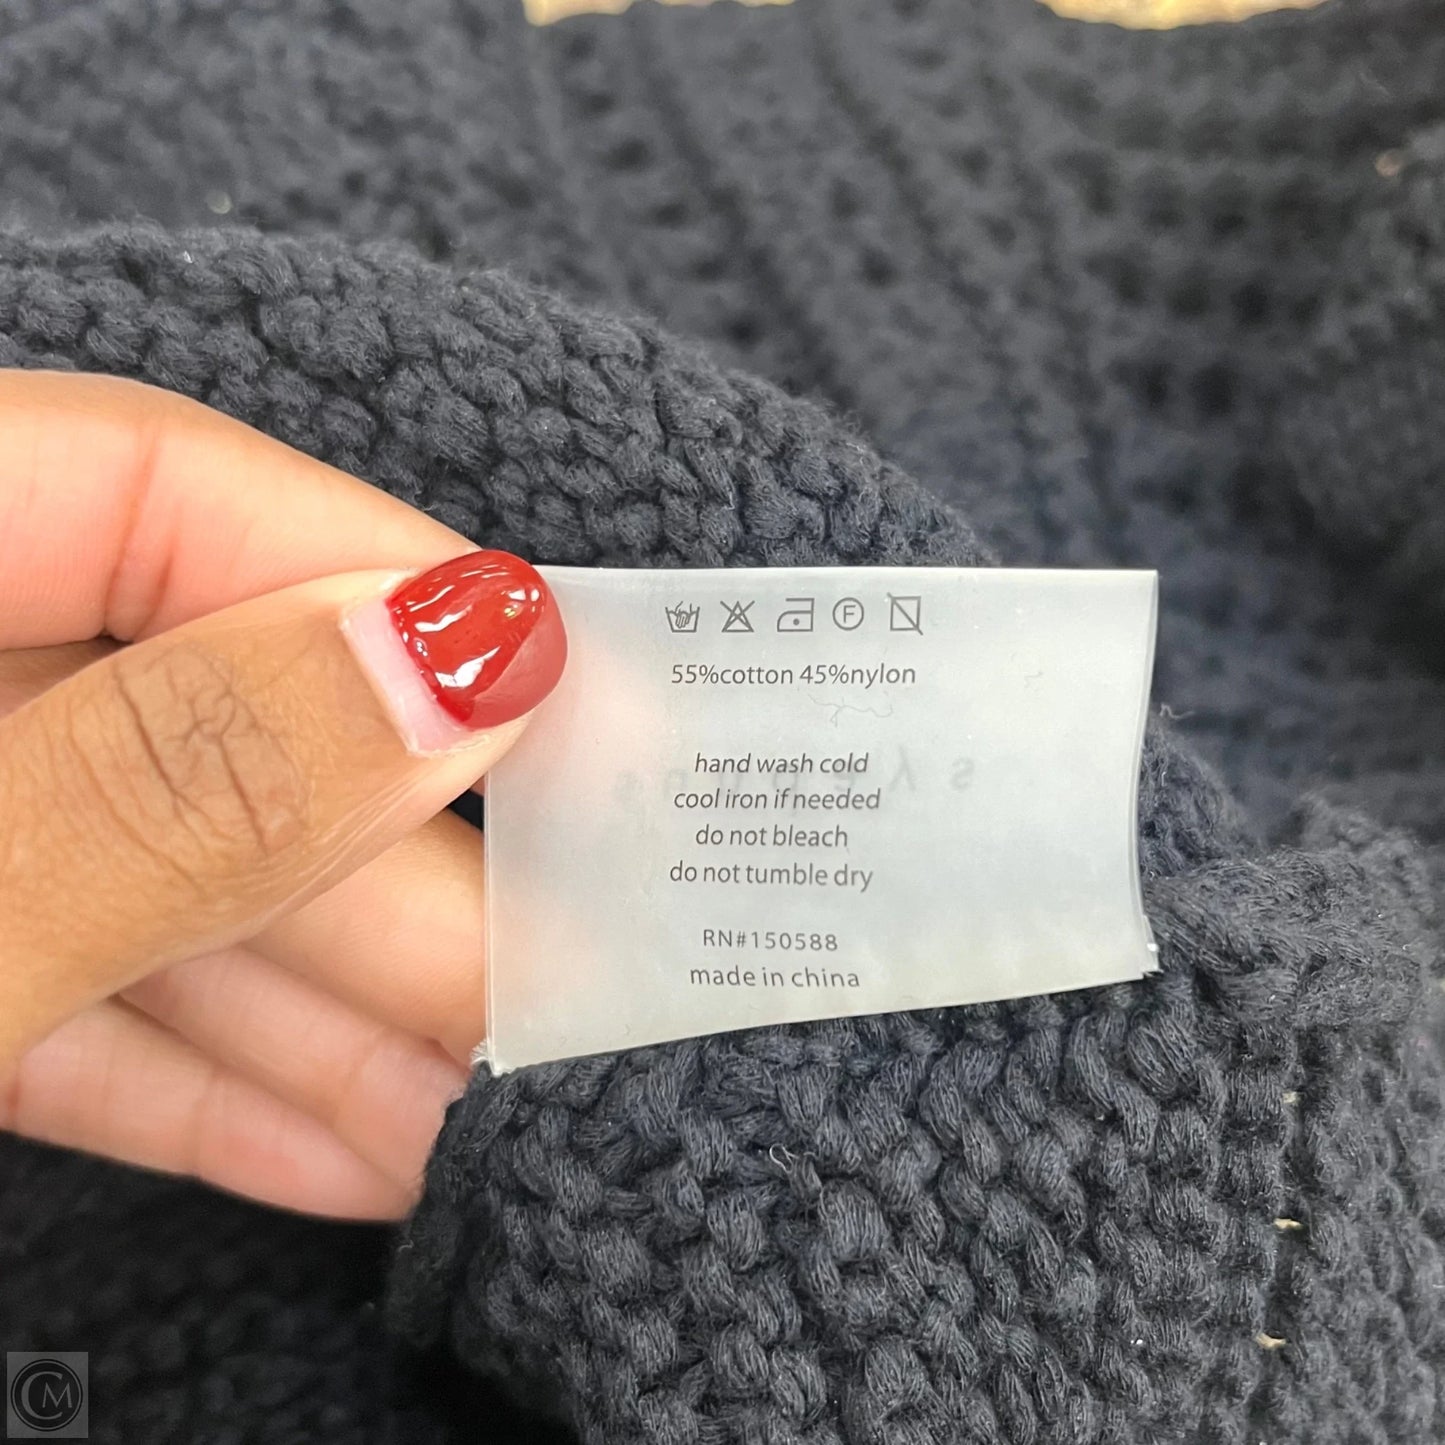 F
55%cotton 45%nylon
hand wash cold
cool iron if needed
do not bleach
do not tumble dry
RN#150588
made in china
CM